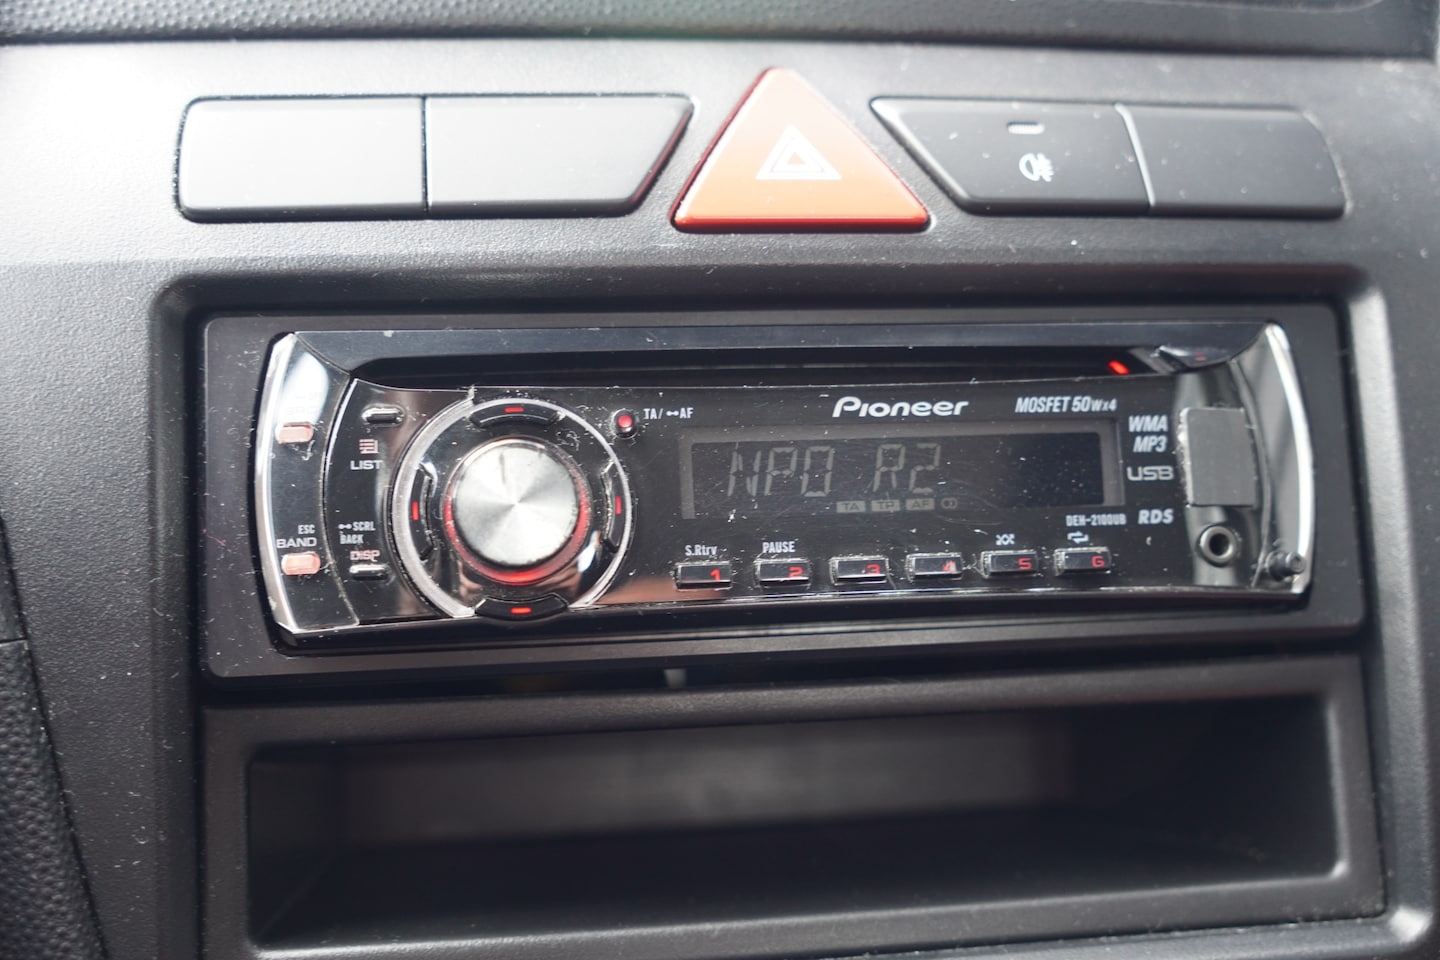 TA/ AF
Pioneer
MOSFET 50Wx4
WMA
MP3
USB
RDS
LIST
NPO R2
TA TP AF
DEH-2100UB
ESC
BAND
SCRL
BACK
DISP
S.Rtrv
PAUSE
1 2 3 4 5 6